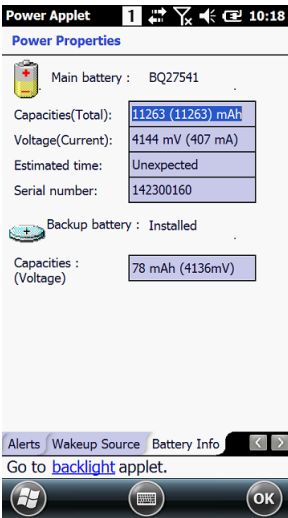 Power Applet 1 10:18
Power Properties
Main battery : BQ27541 .
Capacities(Total): 11263 (11263) mAh
Voltage(Current): 4144 mV (407 mA)
Estimated time: Unexpected
Serial number: 142300160
Backup battery : Installed .
Capacities :
(Voltage)
78 mAh (4136mV)
Alerts Wakeup Source Battery Info
Go to backlight applet.
OK